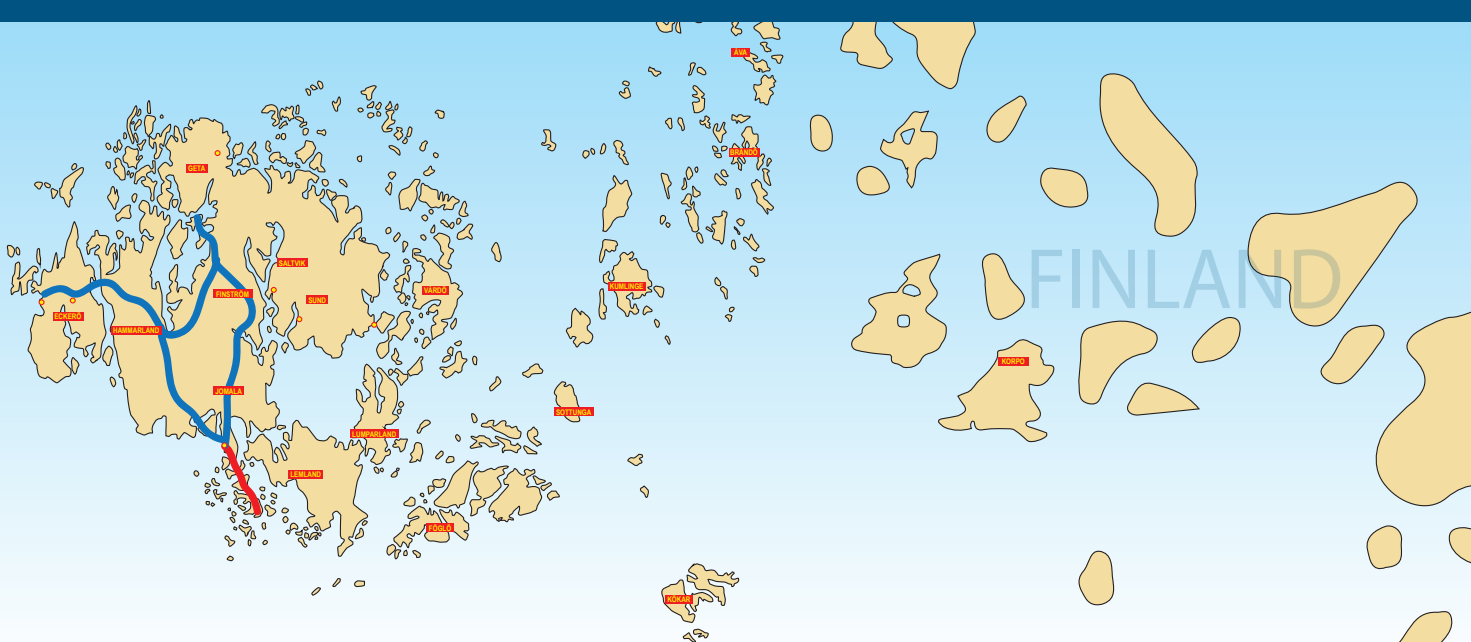 ÅVA
BRÄNDÖ
GETA
SALTVIK
FINSTRÖM
SUND
VÅRDÖ
KUMLINGE
FINLAND
ECKERÖ
HAMMARLAND
KORPO
JOMALA
SOTTUNGA
LUMPARLAND
LEMLAND
FÖGLÖ
KÖKAR